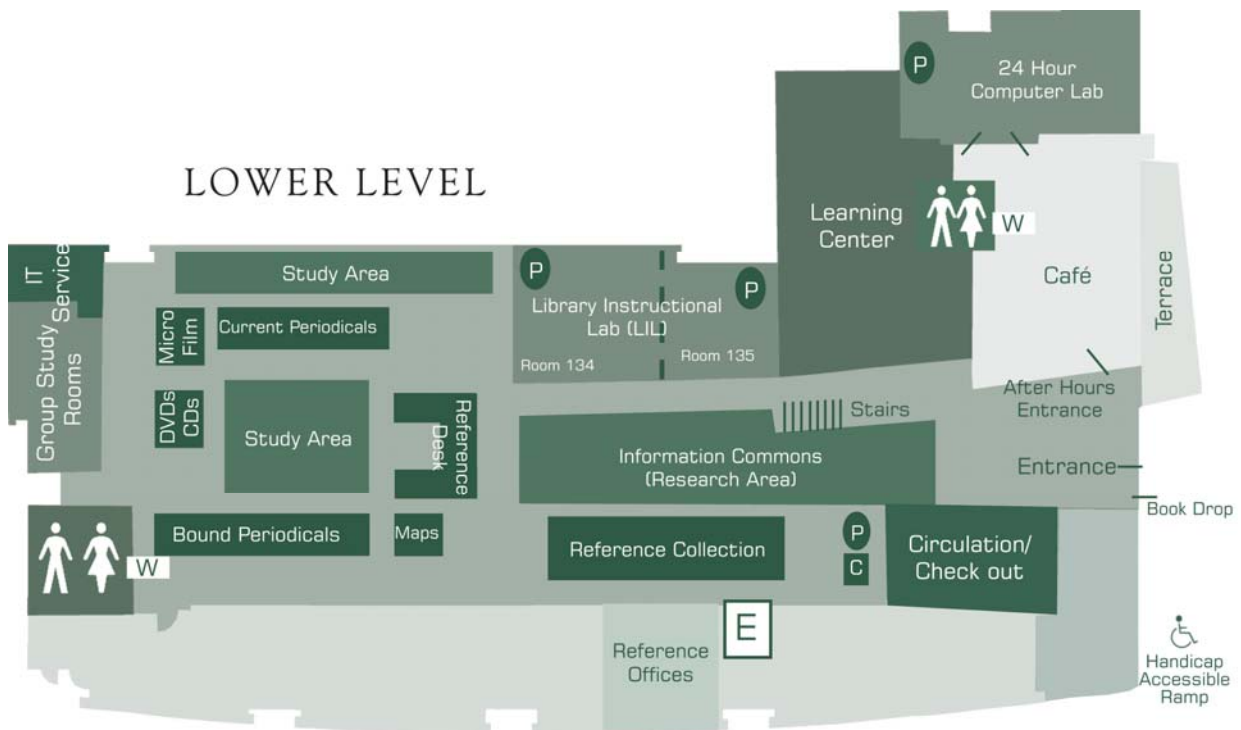 LOWER LEVEL
P
24 Hour
Computer Lab
Learning
Center
W
Café
Terrace
IT
Service
Group Study
Rooms
Study Area
Micro
Film
Current Periodicals
DVDs
CDs
Study Area
Reference
Desk
P
P
Library Instructional
Lab (LIL)
Room 134
Room 135
Stairs
After Hours
Entrance
Information Commons
(Research Area)
Entrance
Book Drop
W
Bound Periodicals
Maps
Reference Collection
P
C
Circulation/
Check out
E
Reference
Offices
Handicap
Accessible
Ramp